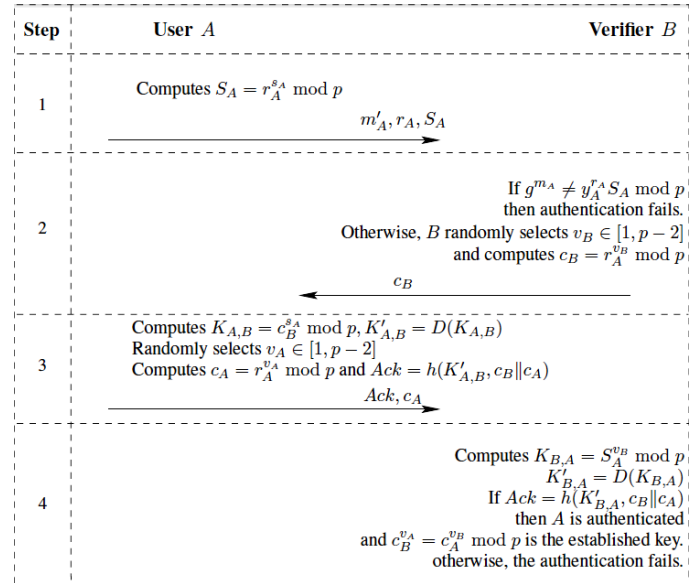 Step User A Verifier B
1
Computes S_A = r_A^{s_A} mod p
m'_A, r_A, S_A
2
If g^{m_A} ≠ y_A^{r_A} S_A mod p
then authentication fails.
Otherwise, B randomly selects v_B ∈ [1, p − 2]
and computes c_B = r_A^{v_B} mod p
c_B
3
Computes K_{A,B} = c_B^{s_A} mod p, K'_{A,B} = D(K_{A,B})
Randomly selects v_A ∈ [1, p − 2]
Computes c_A = r_A^{v_A} mod p and Ack = h(K'_{A,B}, c_B||c_A)
Ack, c_A
4
Computes K_{B,A} = S_A^{v_B} mod p
K'_{B,A} = D(K_{B,A})
If Ack = h(K'_{B,A}, c_B||c_A)
then A is authenticated
and c_B^{v_A} = c_A^{v_B} mod p is the established key.
otherwise, the authentication fails.